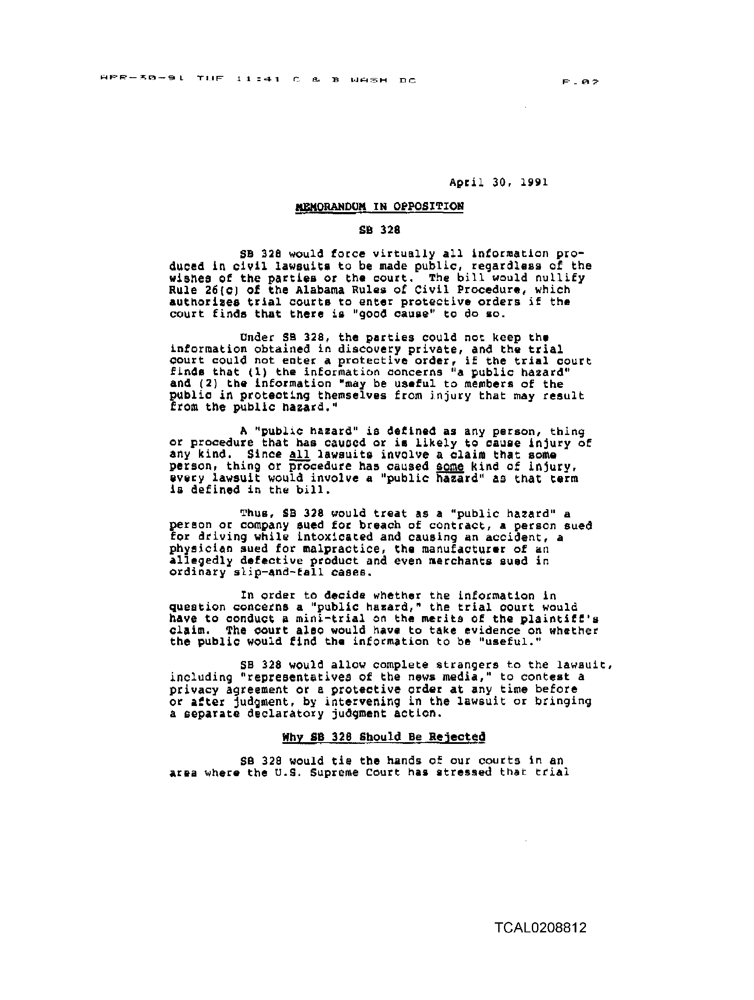 APR-30-91 TUE 11:41 C & B WASH DC P.02
April 30, 1991
MEMORANDUM IN OPPOSITION
SB 328
SB 328 would force virtually all information pro-
duced in civil lawsuits to be made public, regardless of the
wishes of the parties or the court. The bill would nullify
Rule 26(c) of the Alabama Rules of Civil Procedure, which
authorizes trial courts to enter protective orders if the
court finds that there is "good cause" to do so.
Under SB 328, the parties could not keep the
information obtained in discovery private, and the trial
court could not enter a protective order, if the trial court
finds that (1) the information concerns "a public hazard"
and (2) the information "may be useful to members of the
public in protecting themselves from injury that may result
from the public hazard."
A "public hazard" is defined as any person, thing
or procedure that has caused or is likely to cause injury of
any kind. Since all lawsuits involve a claim that some
person, thing or procedure has caused some kind of injury,
every lawsuit would involve a "public hazard" as that term
is defined in the bill.
Thus, SB 328 would treat as a "public hazard" a
person or company sued for breach of contract, a person sued
for driving while intoxicated and causing an accident, a
physician sued for malpractice, the manufacturer of an
allegedly defective product and even merchants sued in
ordinary slip-and-fall cases.
In order to decide whether the information in
question concerns a "public hazard," the trial court would
have to conduct a mini-trial on the merits of the plaintiff's
claim. The court also would have to take evidence on whether
the public would find the information to be "useful."
SB 328 would allow complete strangers to the lawsuit,
including "representatives of the news media," to contest a
privacy agreement or a protective order at any time before
or after judgment, by intervening in the lawsuit or bringing
a separate declaratory judgment action.
Why SB 328 Should Be Rejected
SB 328 would tie the hands of our courts in an
area where the U.S. Supreme Court has stressed that trial
TCAL0208812